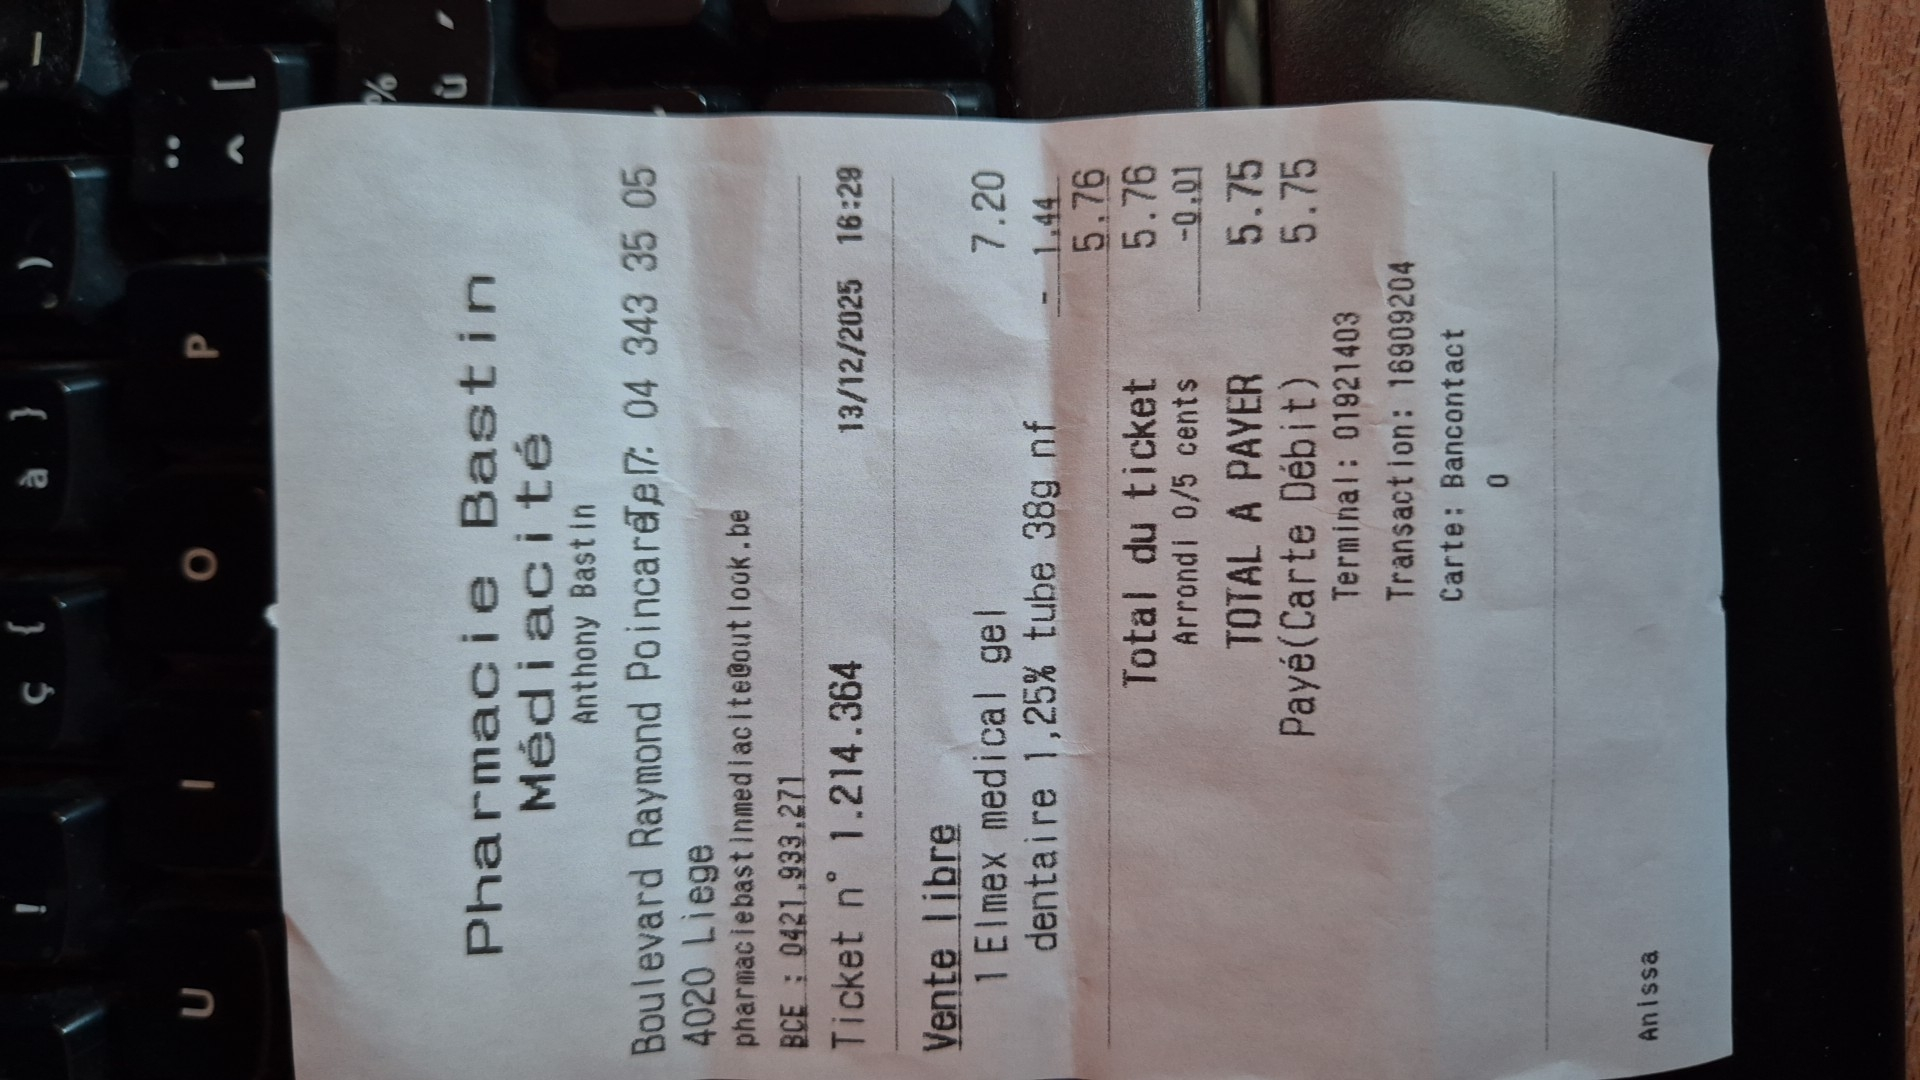 Pharmacie Bastin
Médiacité
Anthony Bastin
Boulevard Raymond Poincaré, 7 Tel: 04 343 35 05
4020 Liege
pharmaciebastinmediacite@outlook.be
BCE : 0421.933.271
Ticket n° 1.214.364 13/12/2025 16:29
Vente libre
1 Elmex medical gel 7.20
dentaire 1,25% tube 38g nf - 1.44
5.76
Total du ticket 5.76
Arrondi 0/5 cents -0.01
TOTAL A PAYER 5.75
Payé(Carte Débit) 5.75
Terminal: 01921403
Transaction: 16909204
Carte: Bancontact
0
Anissa
_
¨ [
^
%
ù ´
) °
P
à }
O
ç {
I
!
U